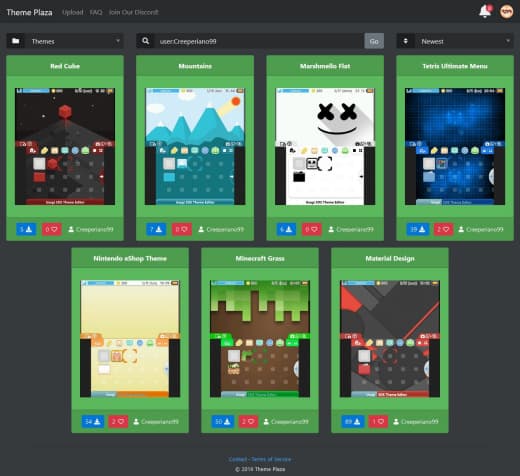 Theme Plaza Upload FAQ Join Our Discord!
Themes user:Creeperiano99 Go Newest
Red Cube Mountains Marshmello Flat Tetris Ultimate Menu
5 0 Creeperiano99 7 0 Creeperiano99 6 0 Creeperiano99 39 2 Creeperiano99
Nintendo eShop Theme Minecraft Grass Material Design
54 2 Creeperiano99 50 2 Creeperiano99 89 1 Creeperiano99
Contact - Terms of Service
© 2018 Theme Plaza